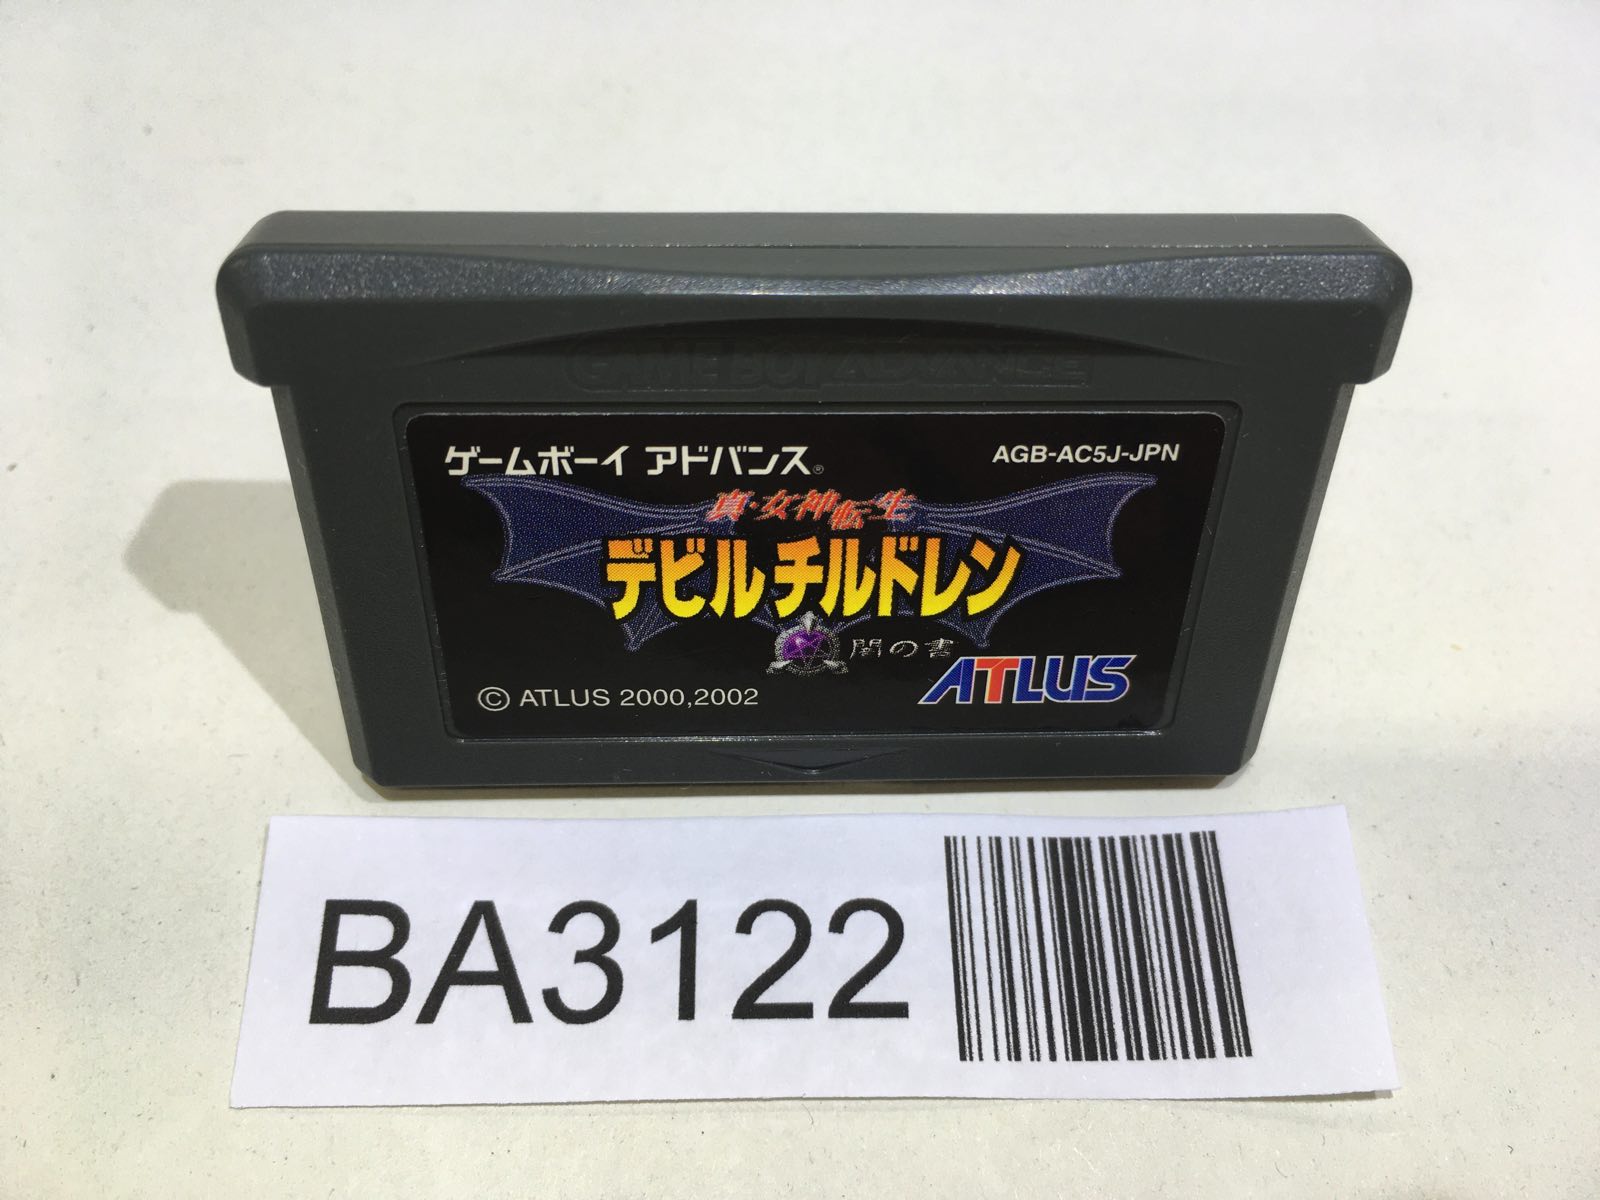 GAME BOY ADVANCE
ゲームボーイ アドバンス®
AGB-AC5J-JPN
真・女神転生
デビルチルドレン
闇の書
ATLUS
© ATLUS 2000,2002
BA3122